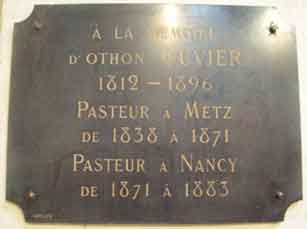 À LA MÉMOIRE
D'OTHON CUVIER
1812 – 1896
PASTEUR À METZ
DE 1838 À 1871
PASTEUR À NANCY
DE 1871 À 1883